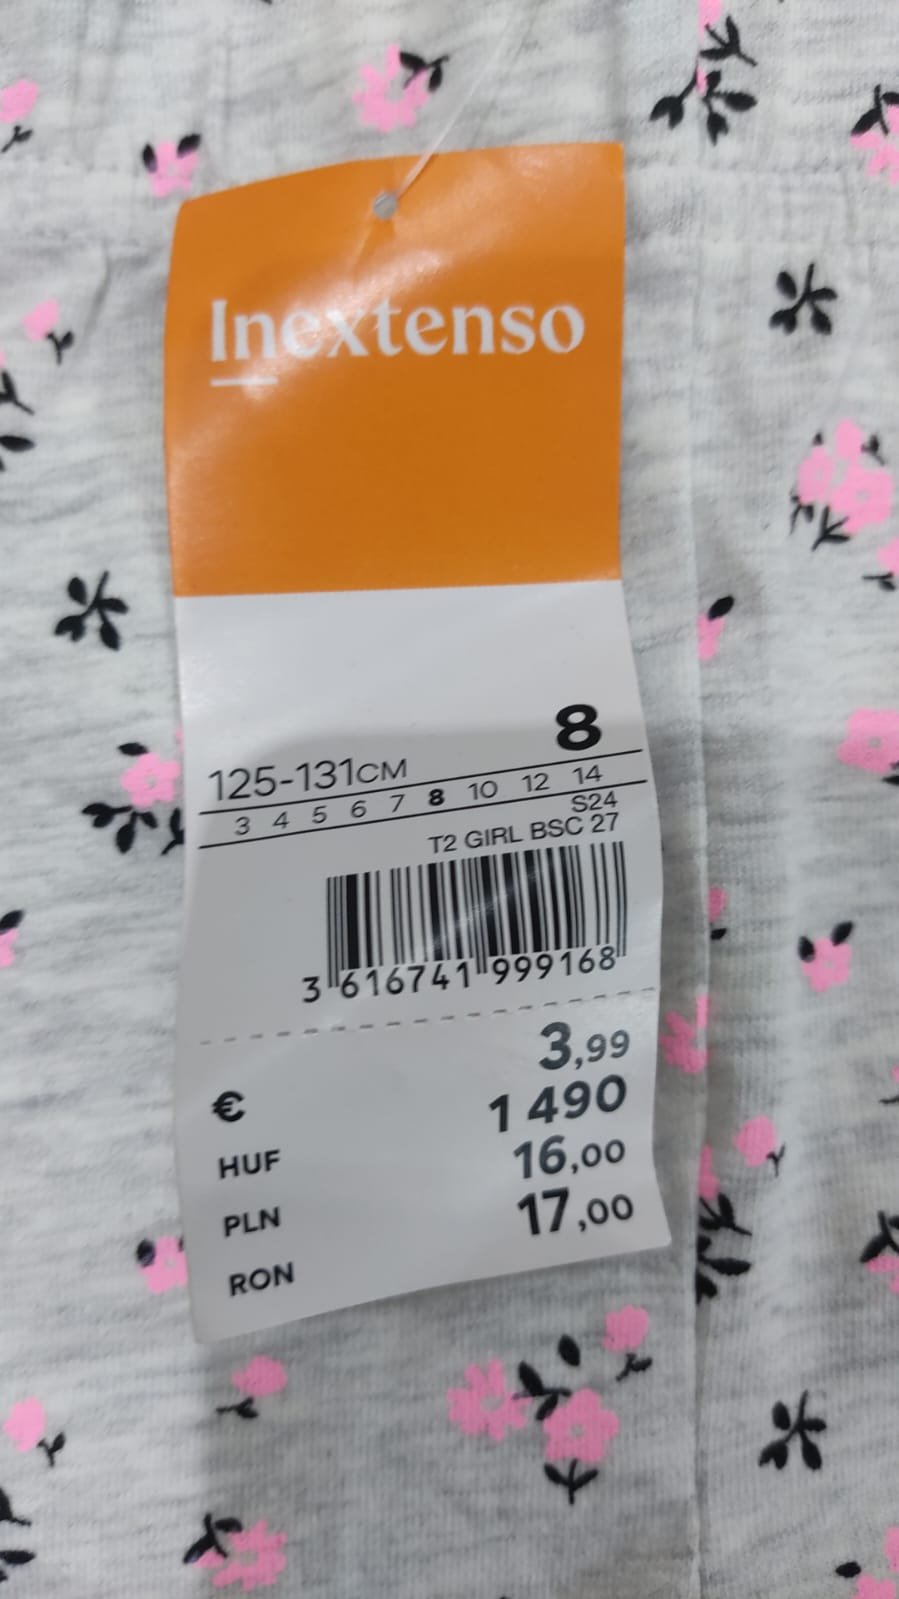 Inextenso
8
125-131CM
3 4 5 6 7 8 10 12 14
S24
T2 GIRL BSC 27
3 616741 999168
€ 3,99
HUF 1 490
PLN 16,00
RON 17,00